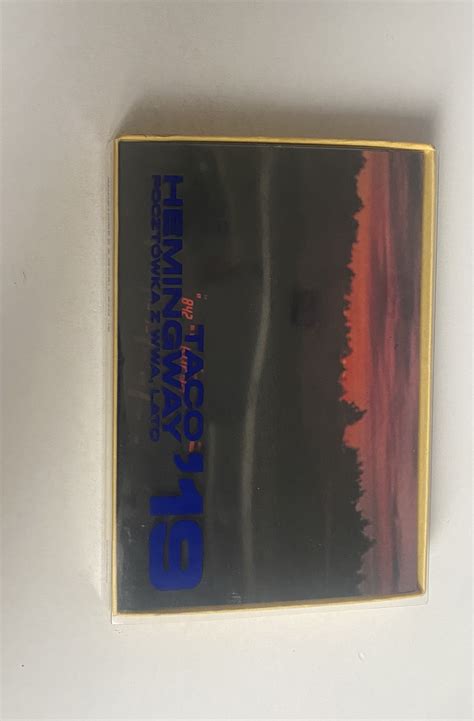 TACO
HEMINGWAY
POCZTÓWKA Z WWA, LATO
'19